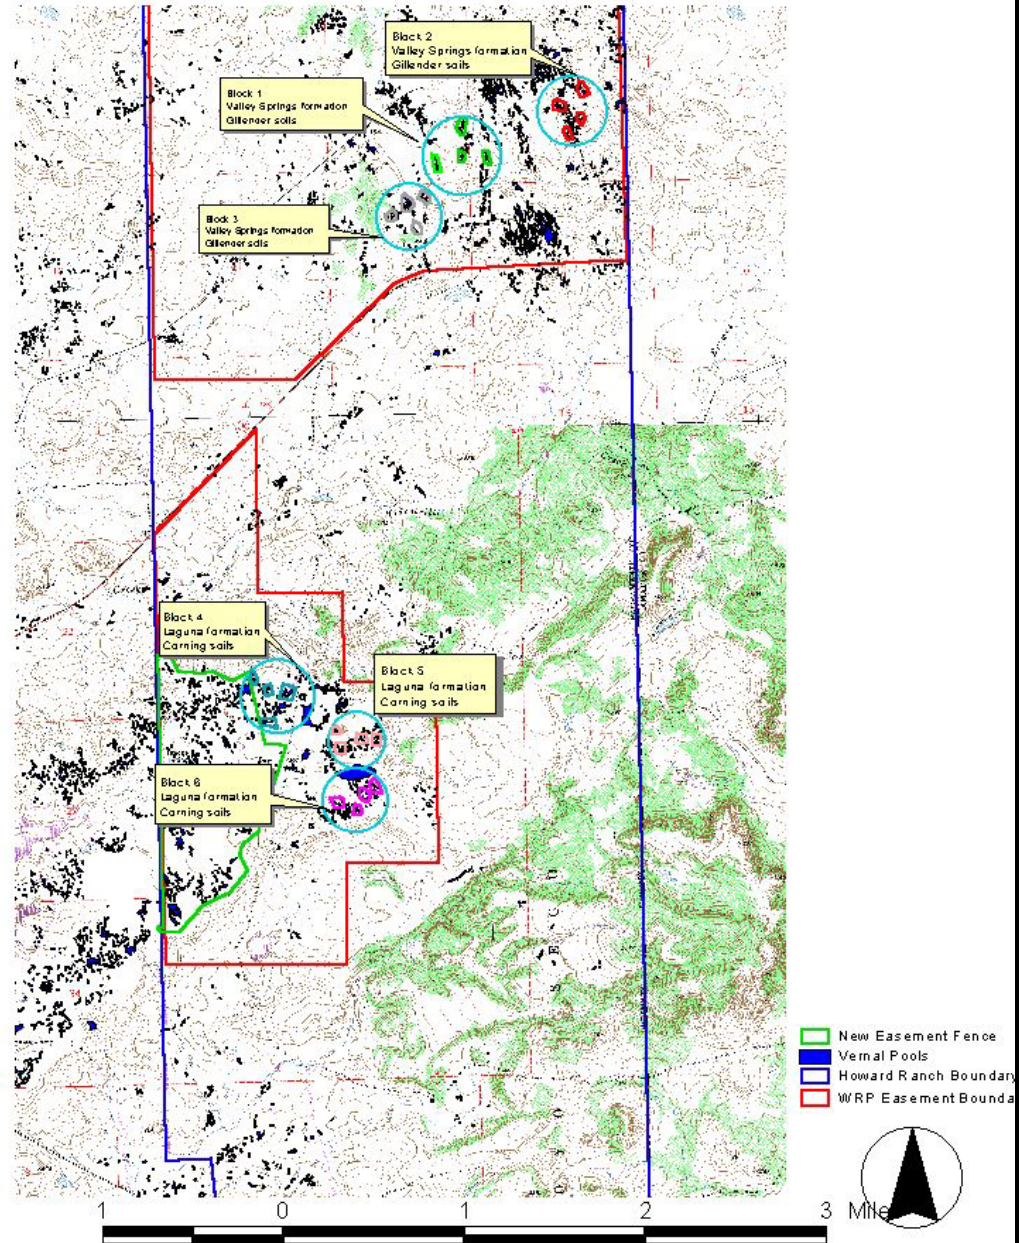 Block 2
Valley Springs formation
Gillender soils
Block 1
Valley Springs formation
Gillender soils
Block 3
Valley Springs formation
Gillender soils
Block 4
Laguna formation
Corning soils
Block 5
Laguna formation
Corning soils
Block 6
Laguna formation
Corning soils
New Easement Fence
Vernal Pools
Howard Ranch Boundary
WRP Easement Bounda
1 0 1 2 3 Miles